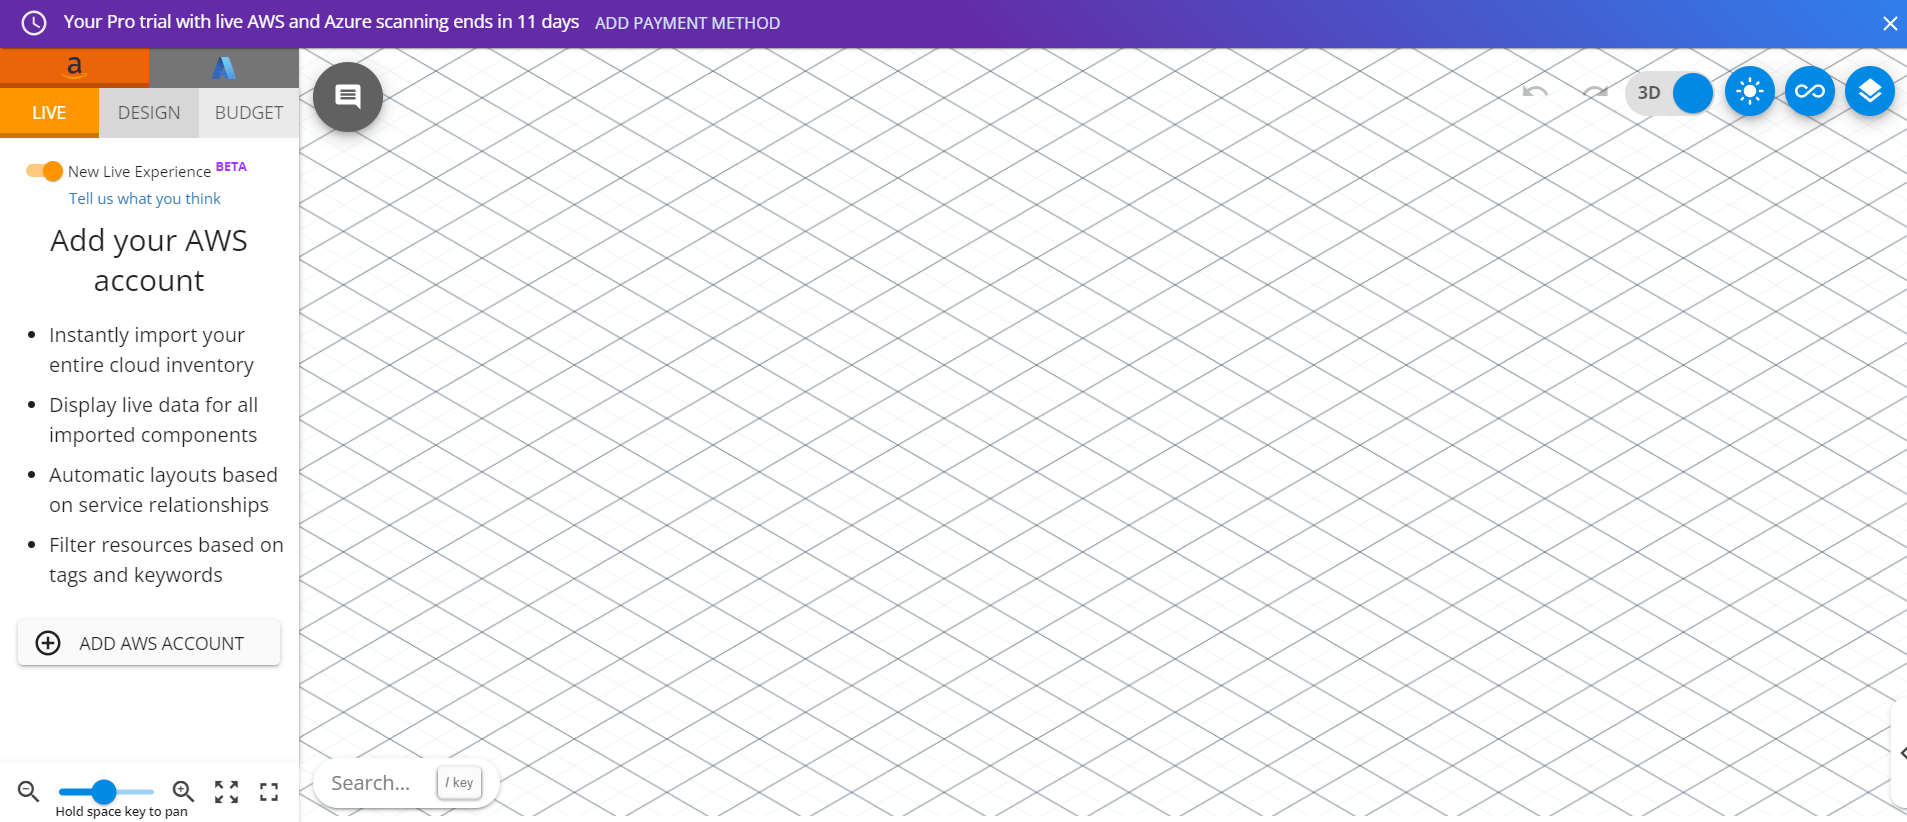 Your Pro trial with live AWS and Azure scanning ends in 11 days ADD PAYMENT METHOD
a
LIVE DESIGN BUDGET
3D
New Live Experience BETA
Tell us what you think
Add your AWS
account
Instantly import your
entire cloud inventory
Display live data for all
imported components
Automatic layouts based
on service relationships
Filter resources based on
tags and keywords
ADD AWS ACCOUNT
Search... / key
Hold space key to pan